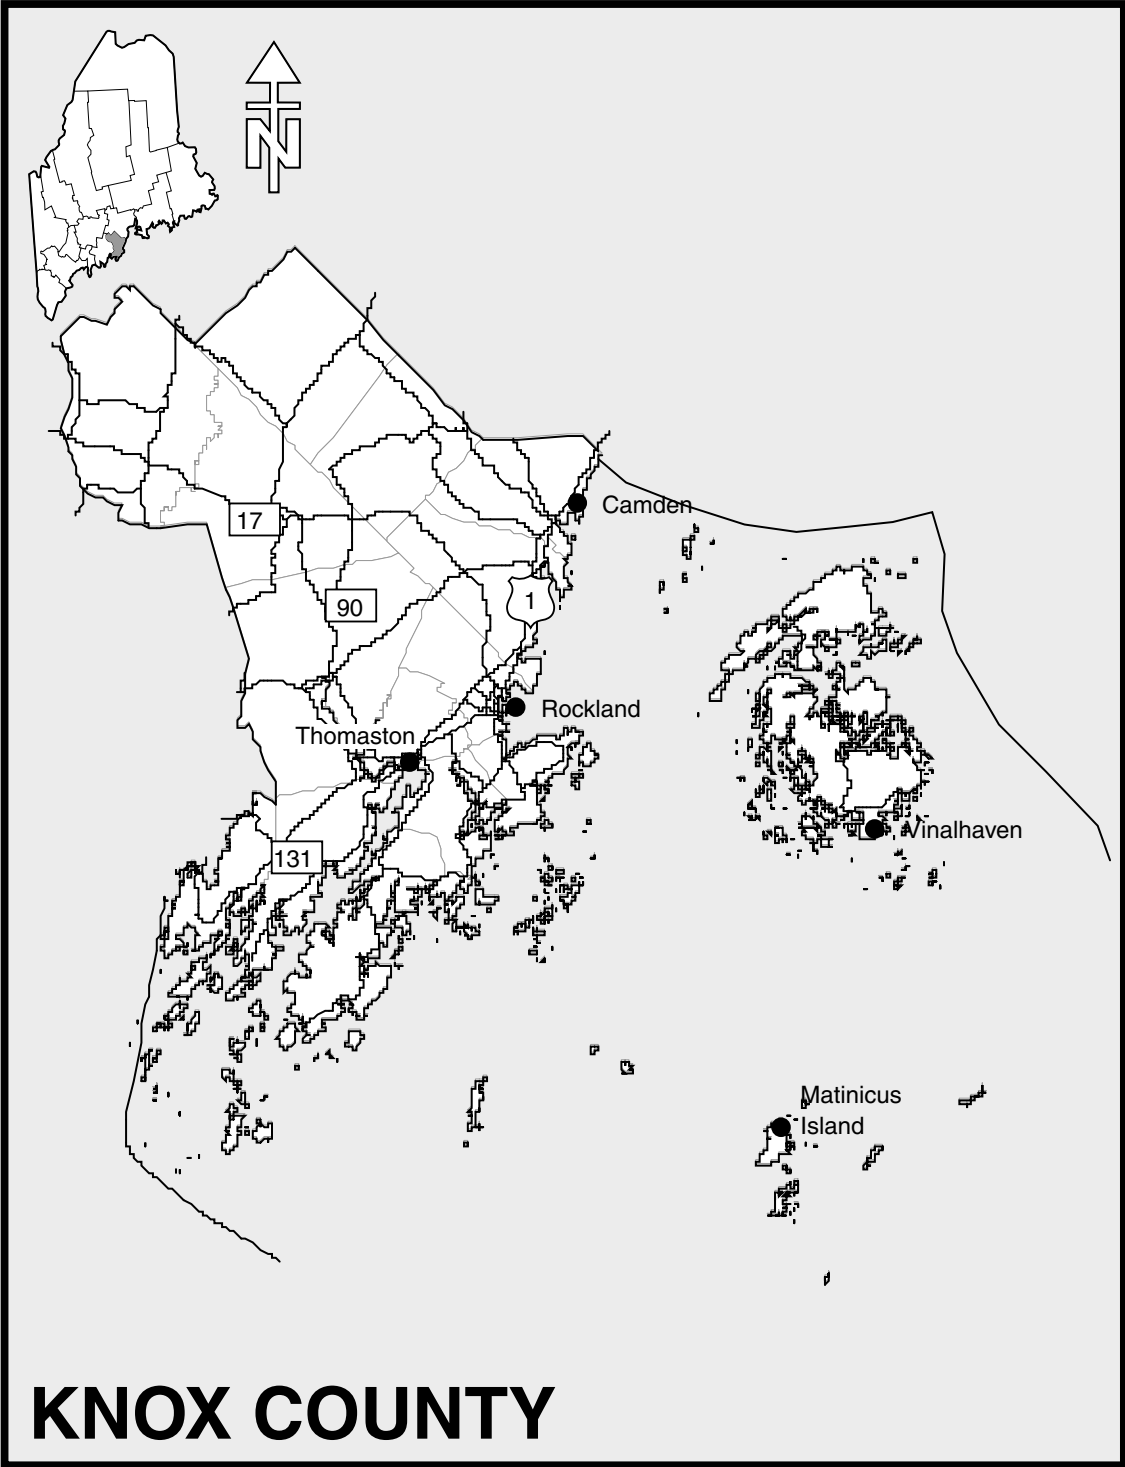 N
Camden
17
1
90
Rockland
Thomaston
Vinalhaven
131
Matinicus
Island
KNOX COUNTY